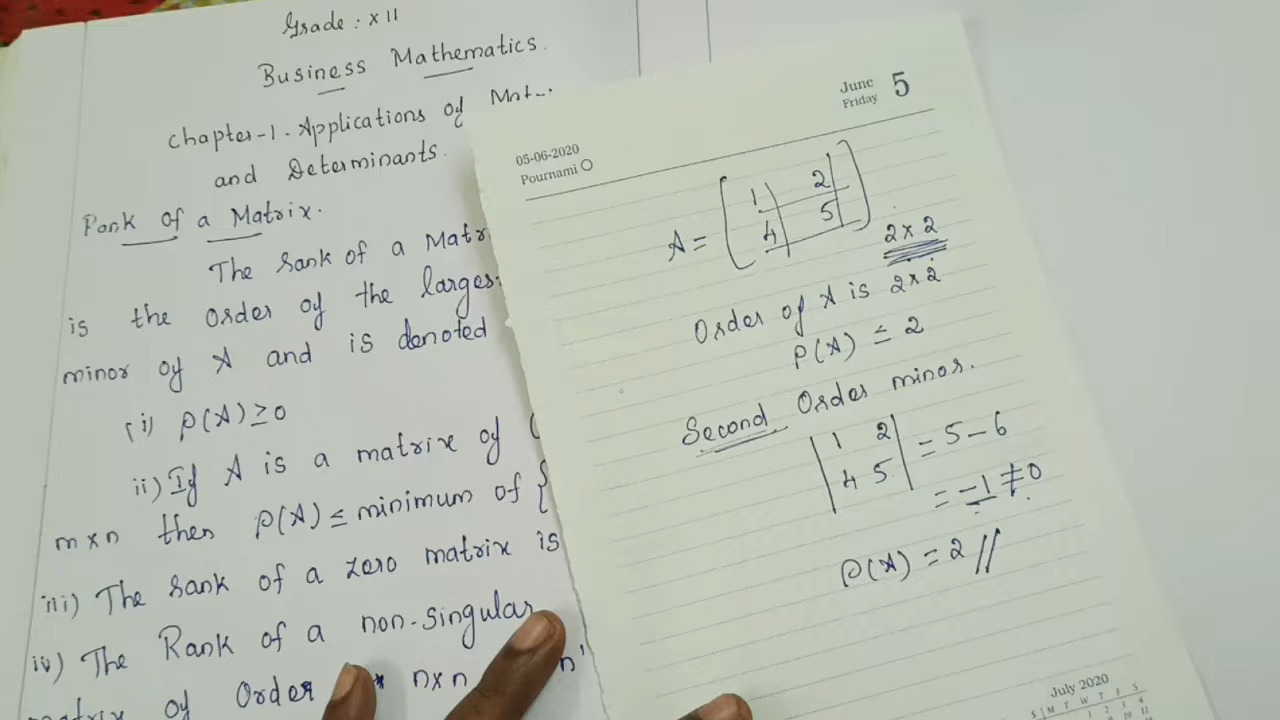 Grade : XII
Business Mathematics.
Chapter-1. Applications of
and Determinants.
Rank of a Matrix.
The rank of a Matr
is the order of the larges
minor of A and is denoted
(i) ρ(A) ≥ 0
ii) If A is a matrix of
m×n then ρ(A) ≤ minimum of {
iii) The rank of a zero matrix is
iv) The Rank of a non-singular
matrix of Order n×n n'
June 5
Friday
05-06-2020
Pournami O
A = [ 1 2
4 5 ]
2×2
Order of A is 2×2
ρ(A) ≤ 2
Second Order minor.
| 1 2
4 5 | = 5-6
= -1 ≠ 0
ρ(A) = 2 //
July 2020
S M T W T F S